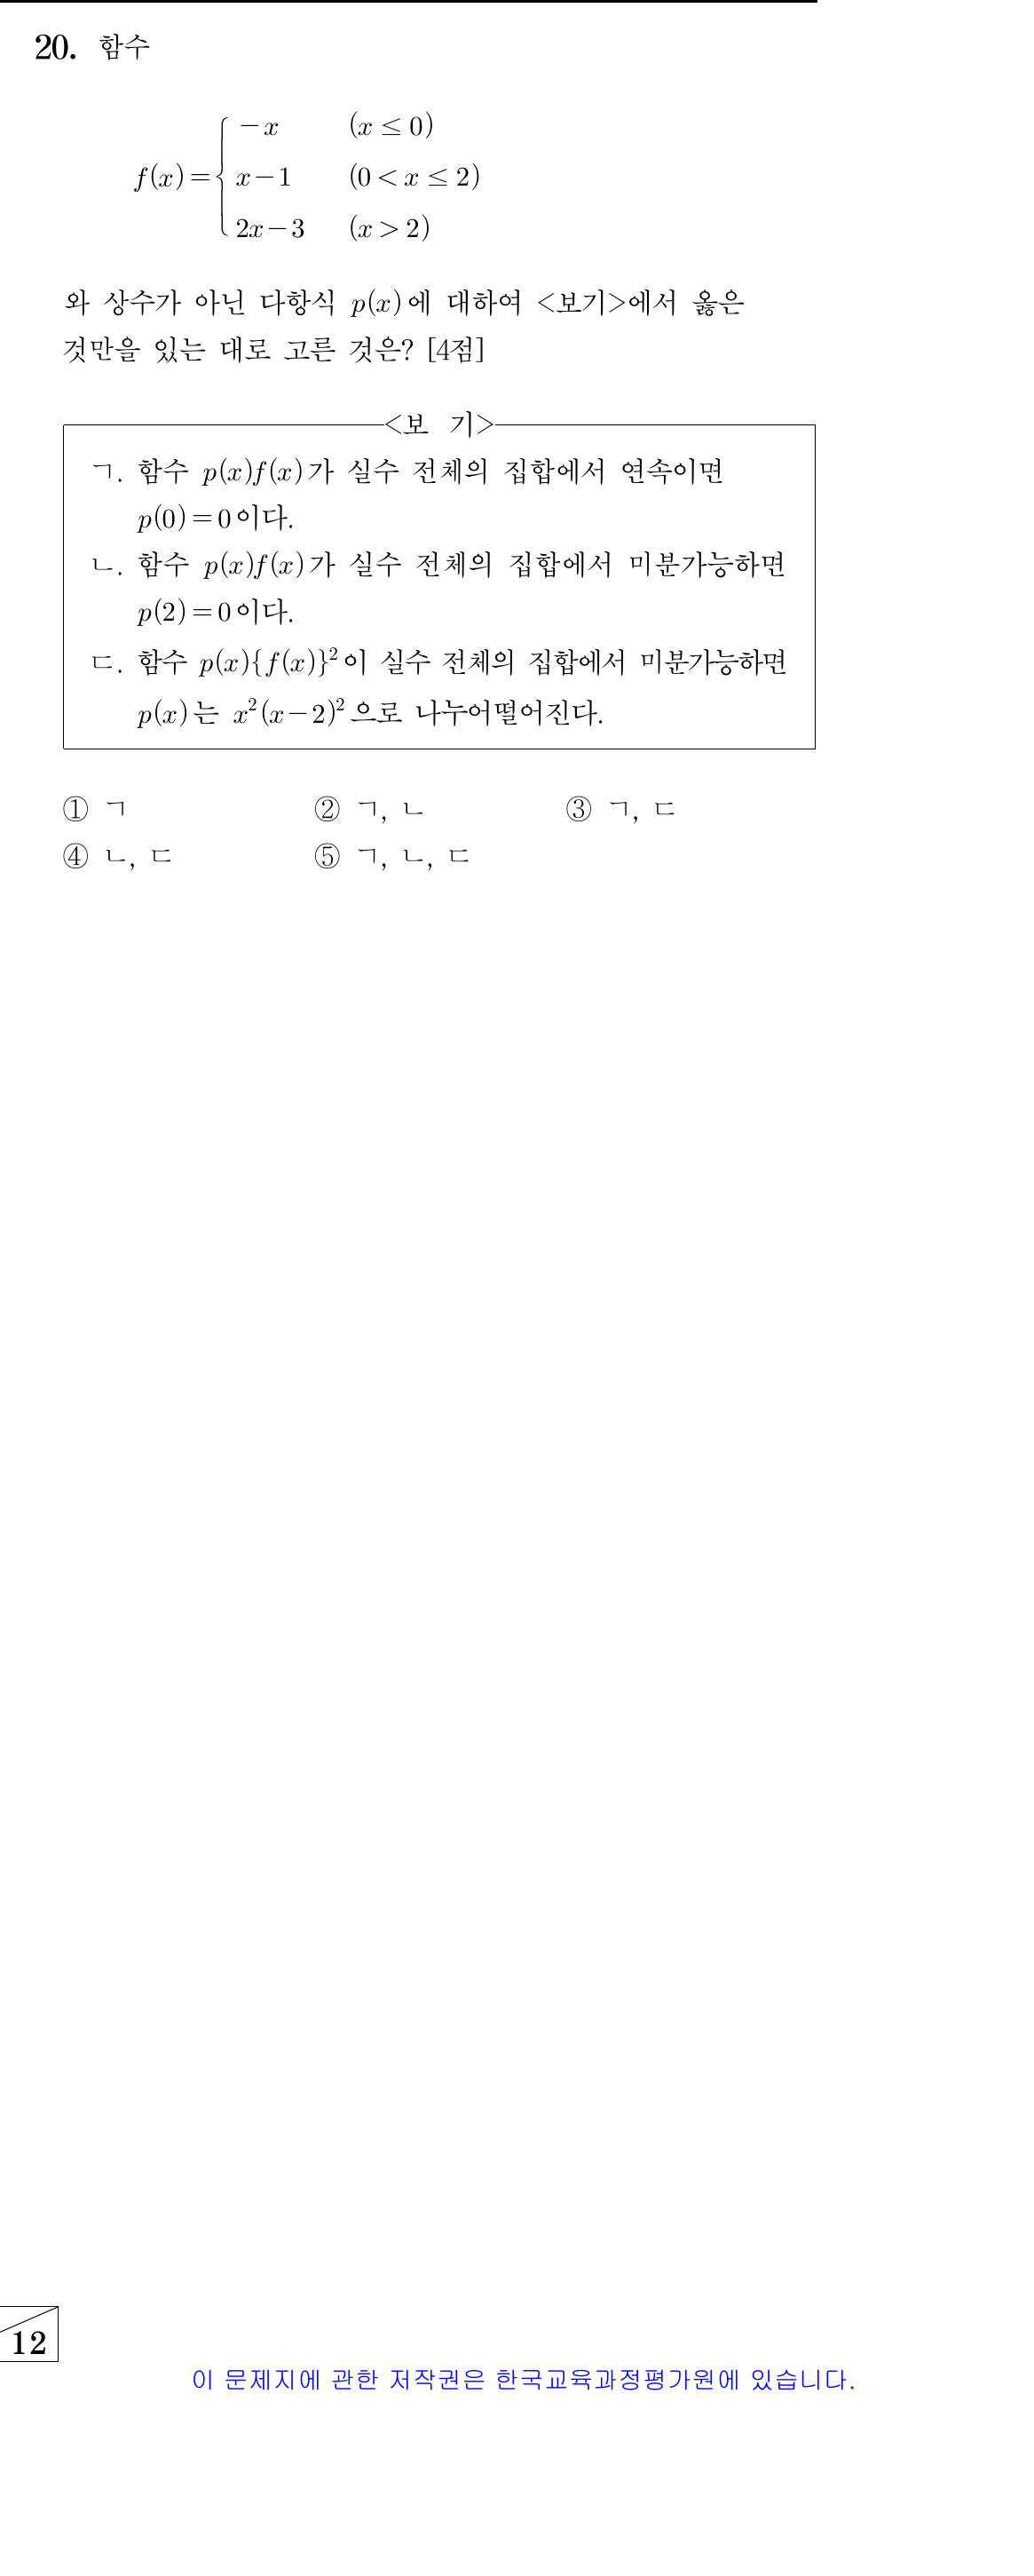 20. 함수
f(x) = { -x (x ≤ 0)
x-1 (0 < x ≤ 2)
2x-3 (x > 2)
와 상수가 아닌 다항식 p(x)에 대하여 <보기>에서 옳은
것만을 있는 대로 고른 것은? [4점]
<보 기>
ㄱ. 함수 p(x)f(x)가 실수 전체의 집합에서 연속이면
p(0) = 0이다.
ㄴ. 함수 p(x)f(x)가 실수 전체의 집합에서 미분가능하면
p(2) = 0이다.
ㄷ. 함수 p(x){f(x)}²이 실수 전체의 집합에서 미분가능하면
p(x)는 x²(x-2)²으로 나누어떨어진다.
① ㄱ ② ㄱ, ㄴ ③ ㄱ, ㄷ
④ ㄴ, ㄷ ⑤ ㄱ, ㄴ, ㄷ
12
이 문제지에 관한 저작권은 한국교육과정평가원에 있습니다.